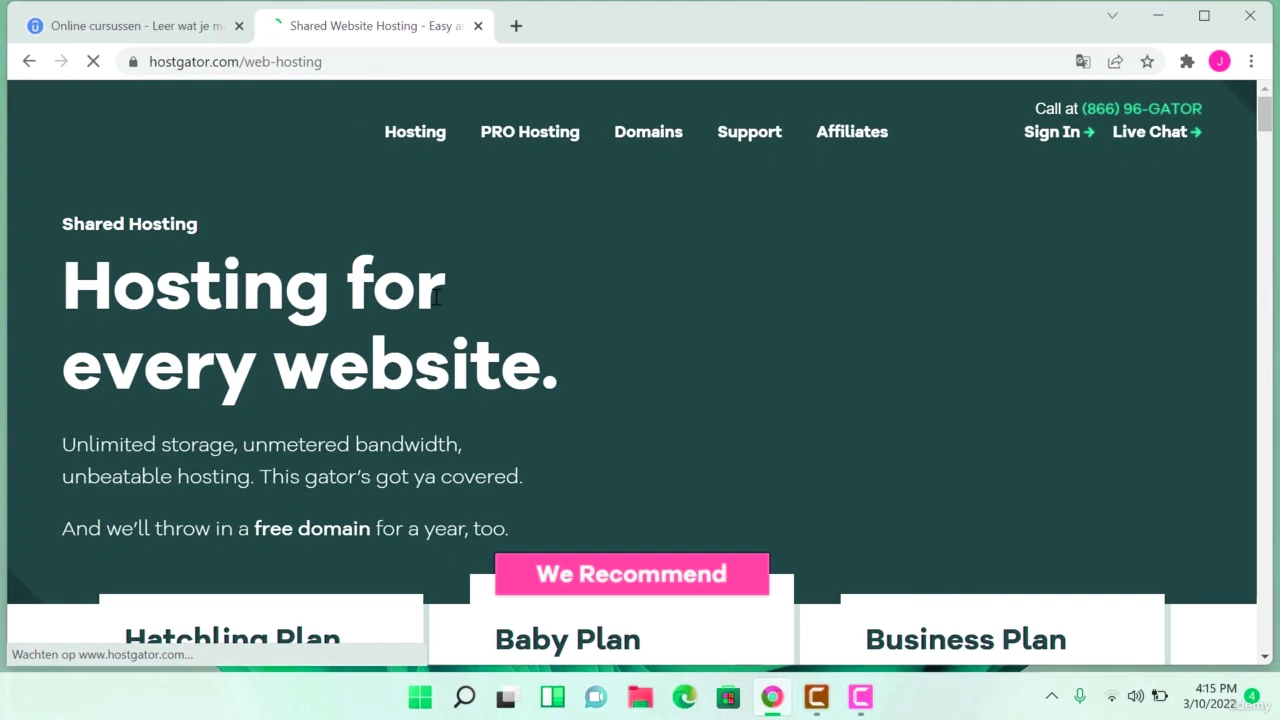 Online cursussen - Leer wat je m
Shared Website Hosting - Easy a
hostgator.com/web-hosting
J
Call at (866) 96-GATOR
Hosting PRO Hosting Domains Support Affiliates Sign In Live Chat
Shared Hosting
Hosting for
every website.
Unlimited storage, unmetered bandwidth,
unbeatable hosting. This gator's got ya covered.
And we'll throw in a free domain for a year, too.
We Recommend
Hatchling Plan Baby Plan Business Plan
Wachten op www.hostgator.com...
4:15 PM
3/10/2022
4
Udemy